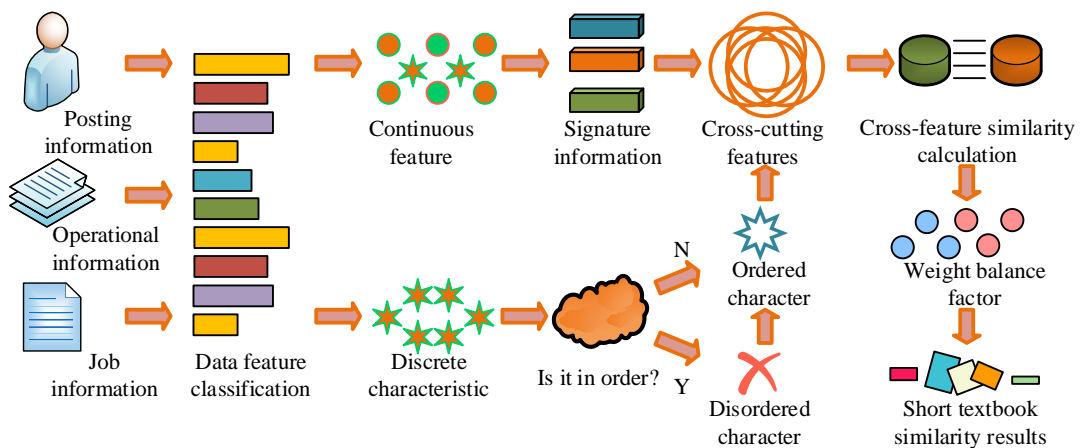 Posting
information
Operational
information
Job
information
Data feature
classification
Continuous
feature
Signature
information
Cross-cutting
features
Cross-feature similarity
calculation
Discrete
characteristic
Is it in order?
N
Y
Ordered
character
Disordered
character
Weight balance
factor
Short textbook
similarity results